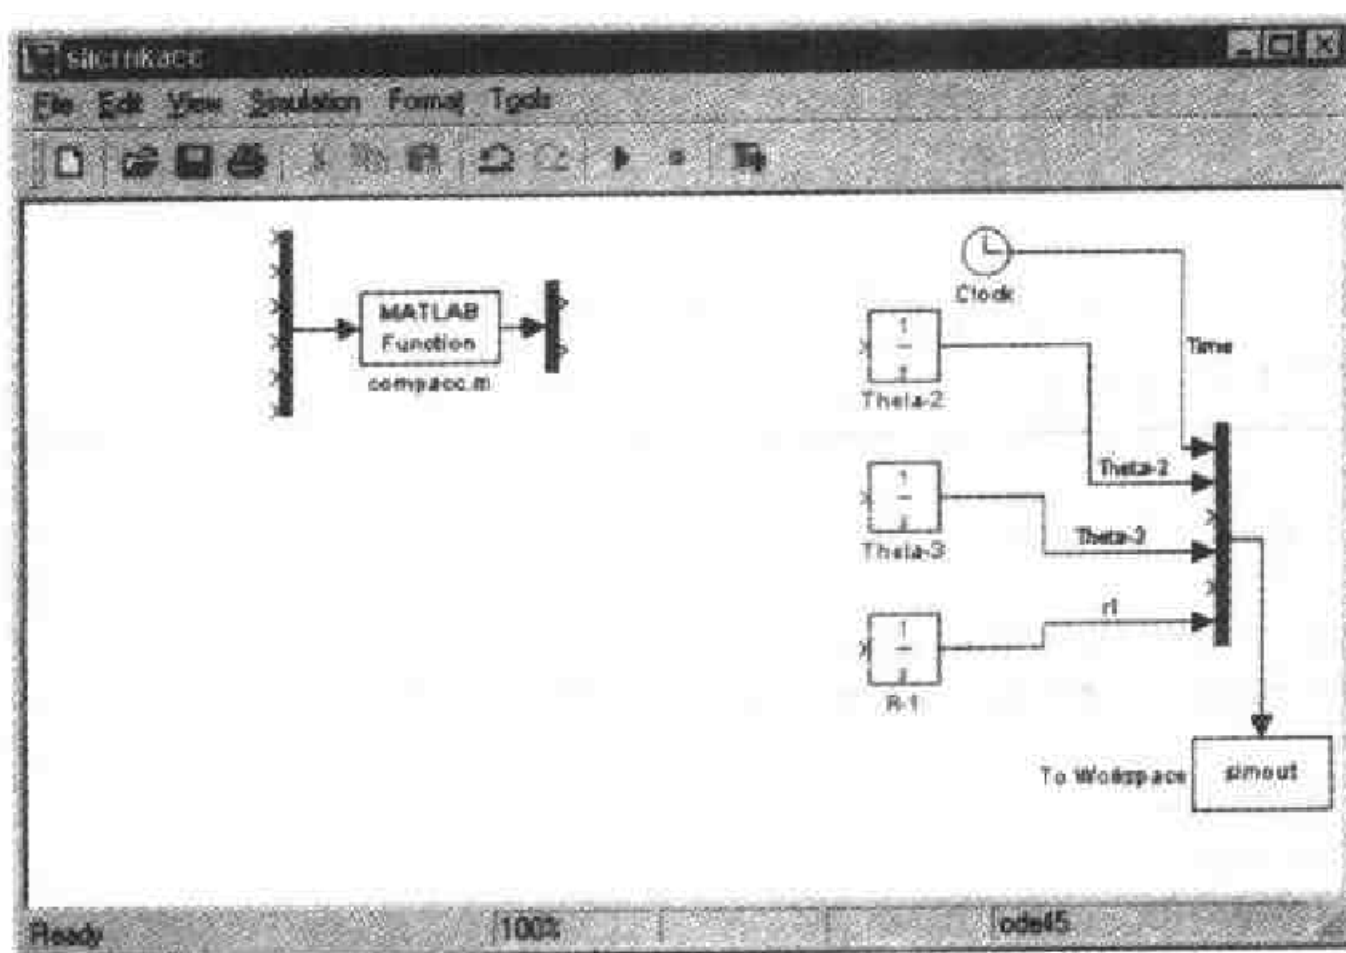 slicrnkacc
File Edit View Simulation Format Tools
Clock
MATLAB
Function
compacc.m
Time
1
Theta-2
Theta-2
1
Theta-3
Theta-3
1
R-1
r1
To Workspace
simout
Ready 100% ode45